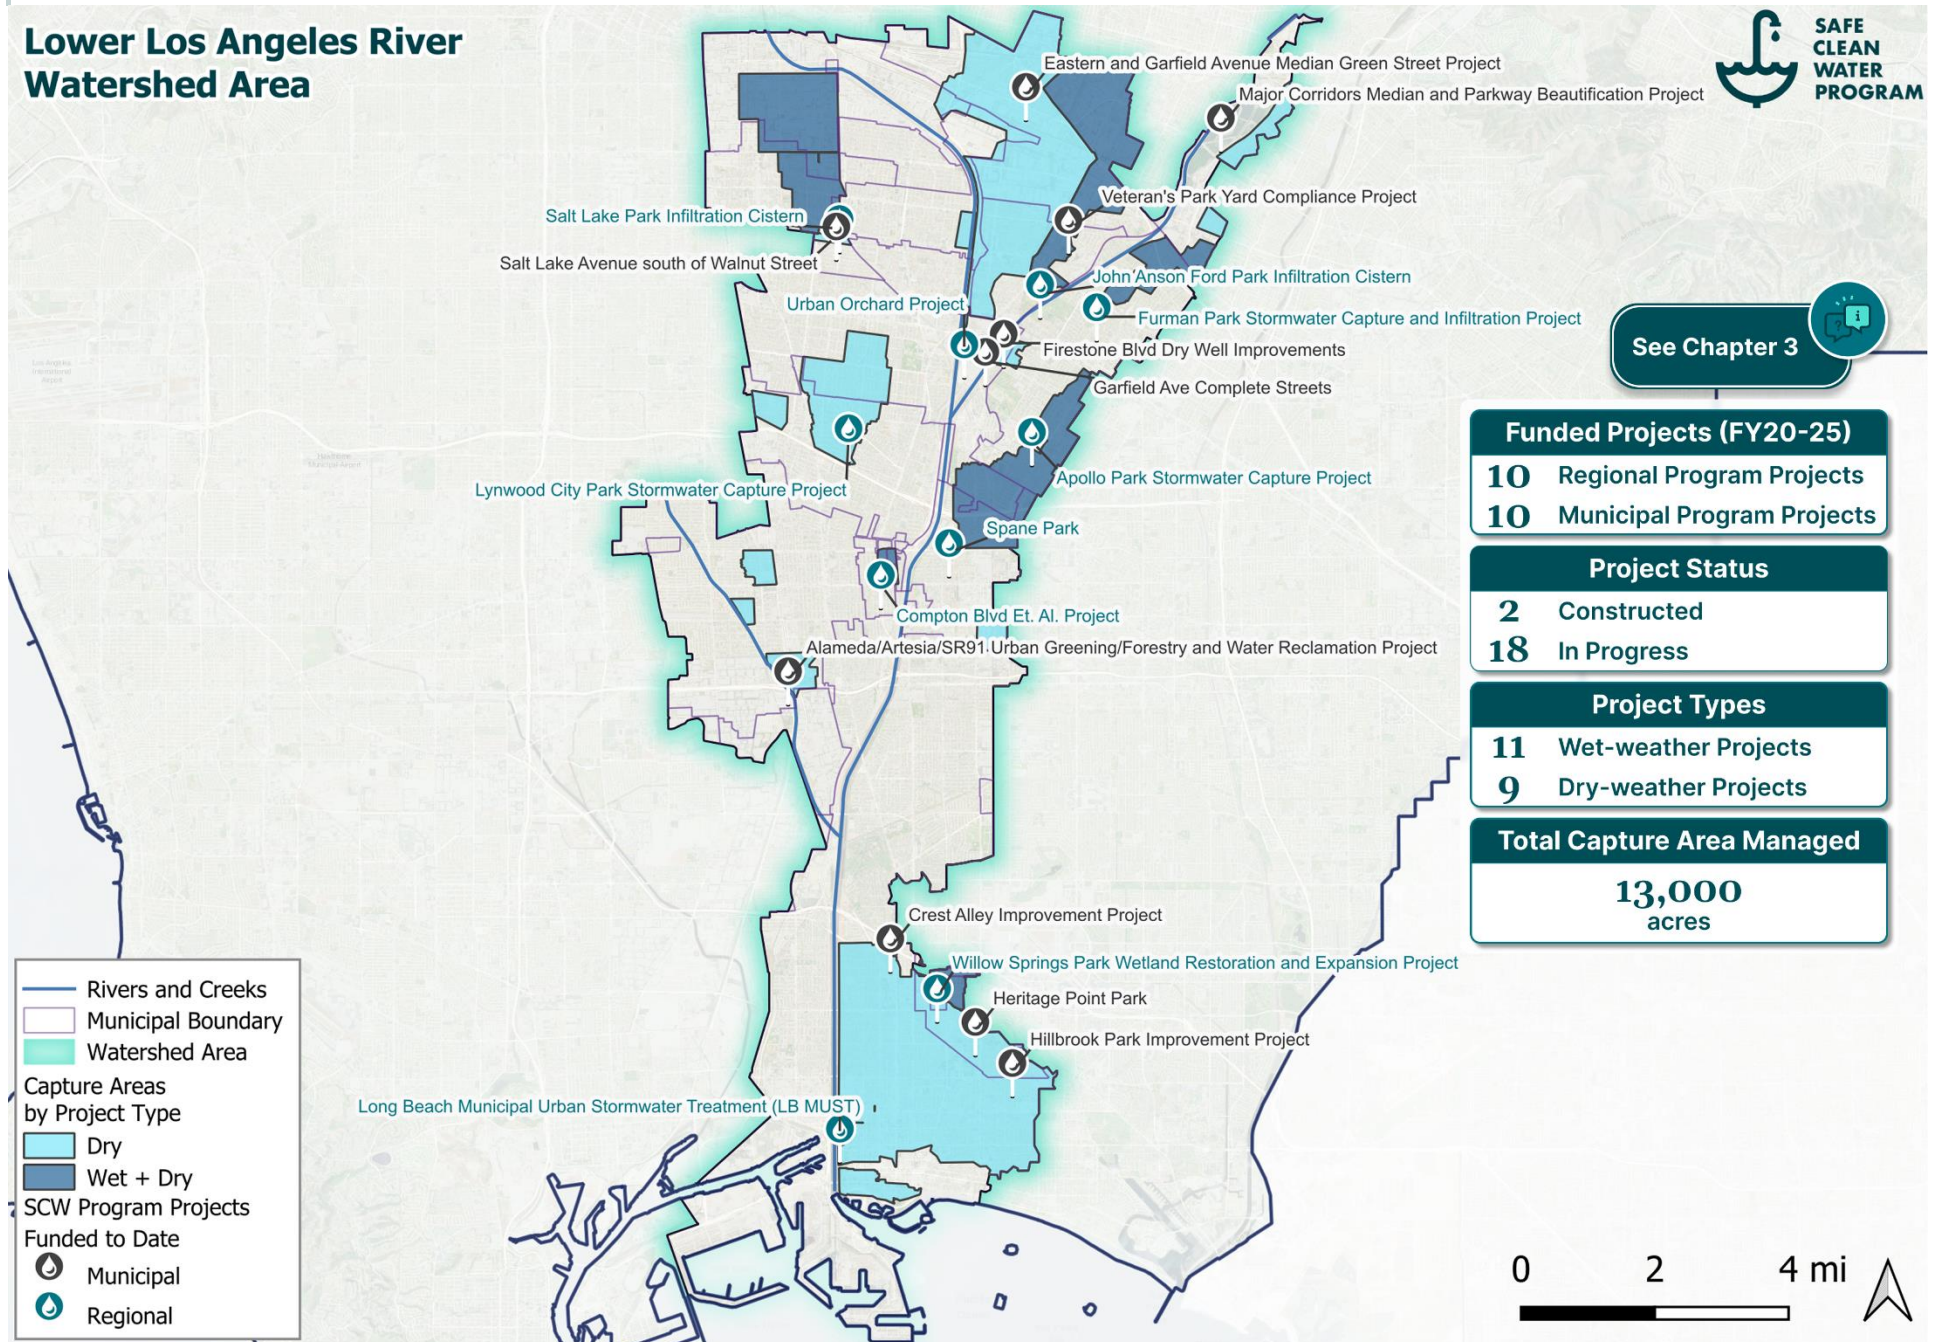 Lower Los Angeles River
Watershed Area
SAFE
CLEAN
WATER
PROGRAM
Eastern and Garfield Avenue Median Green Street Project
Major Corridors Median and Parkway Beautification Project
Veteran's Park Yard Compliance Project
Salt Lake Park Infiltration Cistern
Salt Lake Avenue south of Walnut Street
John Anson Ford Park Infiltration Cistern
Urban Orchard Project
Furman Park Stormwater Capture and Infiltration Project
Firestone Blvd Dry Well Improvements
Garfield Ave Complete Streets
Lynwood City Park Stormwater Capture Project
Apollo Park Stormwater Capture Project
Spane Park
Compton Blvd Et. Al. Project
Alameda/Artesia/SR91 Urban Greening/Forestry and Water Reclamation Project
Crest Alley Improvement Project
Willow Springs Park Wetland Restoration and Expansion Project
Heritage Point Park
Hillbrook Park Improvement Project
Long Beach Municipal Urban Stormwater Treatment (LB MUST)
See Chapter 3
Funded Projects (FY20-25)
10 Regional Program Projects
10 Municipal Program Projects
Project Status
2 Constructed
18 In Progress
Project Types
11 Wet-weather Projects
9 Dry-weather Projects
Total Capture Area Managed
13,000
acres
Rivers and Creeks
Municipal Boundary
Watershed Area
Capture Areas
by Project Type
Dry
Wet + Dry
SCW Program Projects
Funded to Date
Municipal
Regional
0 2 4 mi